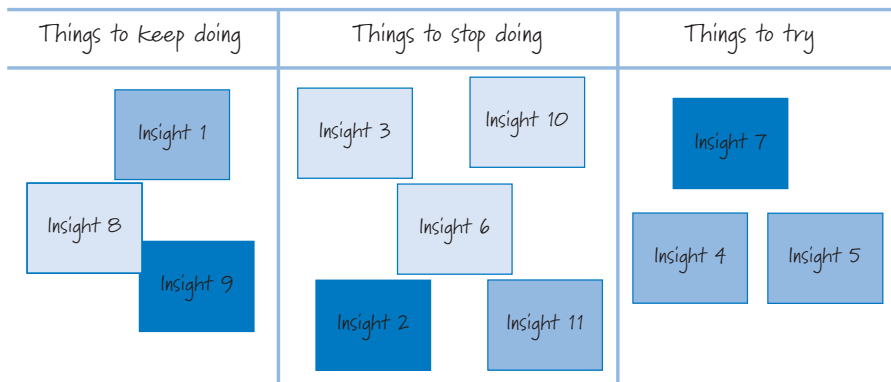 Things to keep doing
Things to stop doing
Things to try
Insight 1
Insight 8
Insight 9
Insight 3
Insight 10
Insight 6
Insight 2
Insight 11
Insight 7
Insight 4
Insight 5